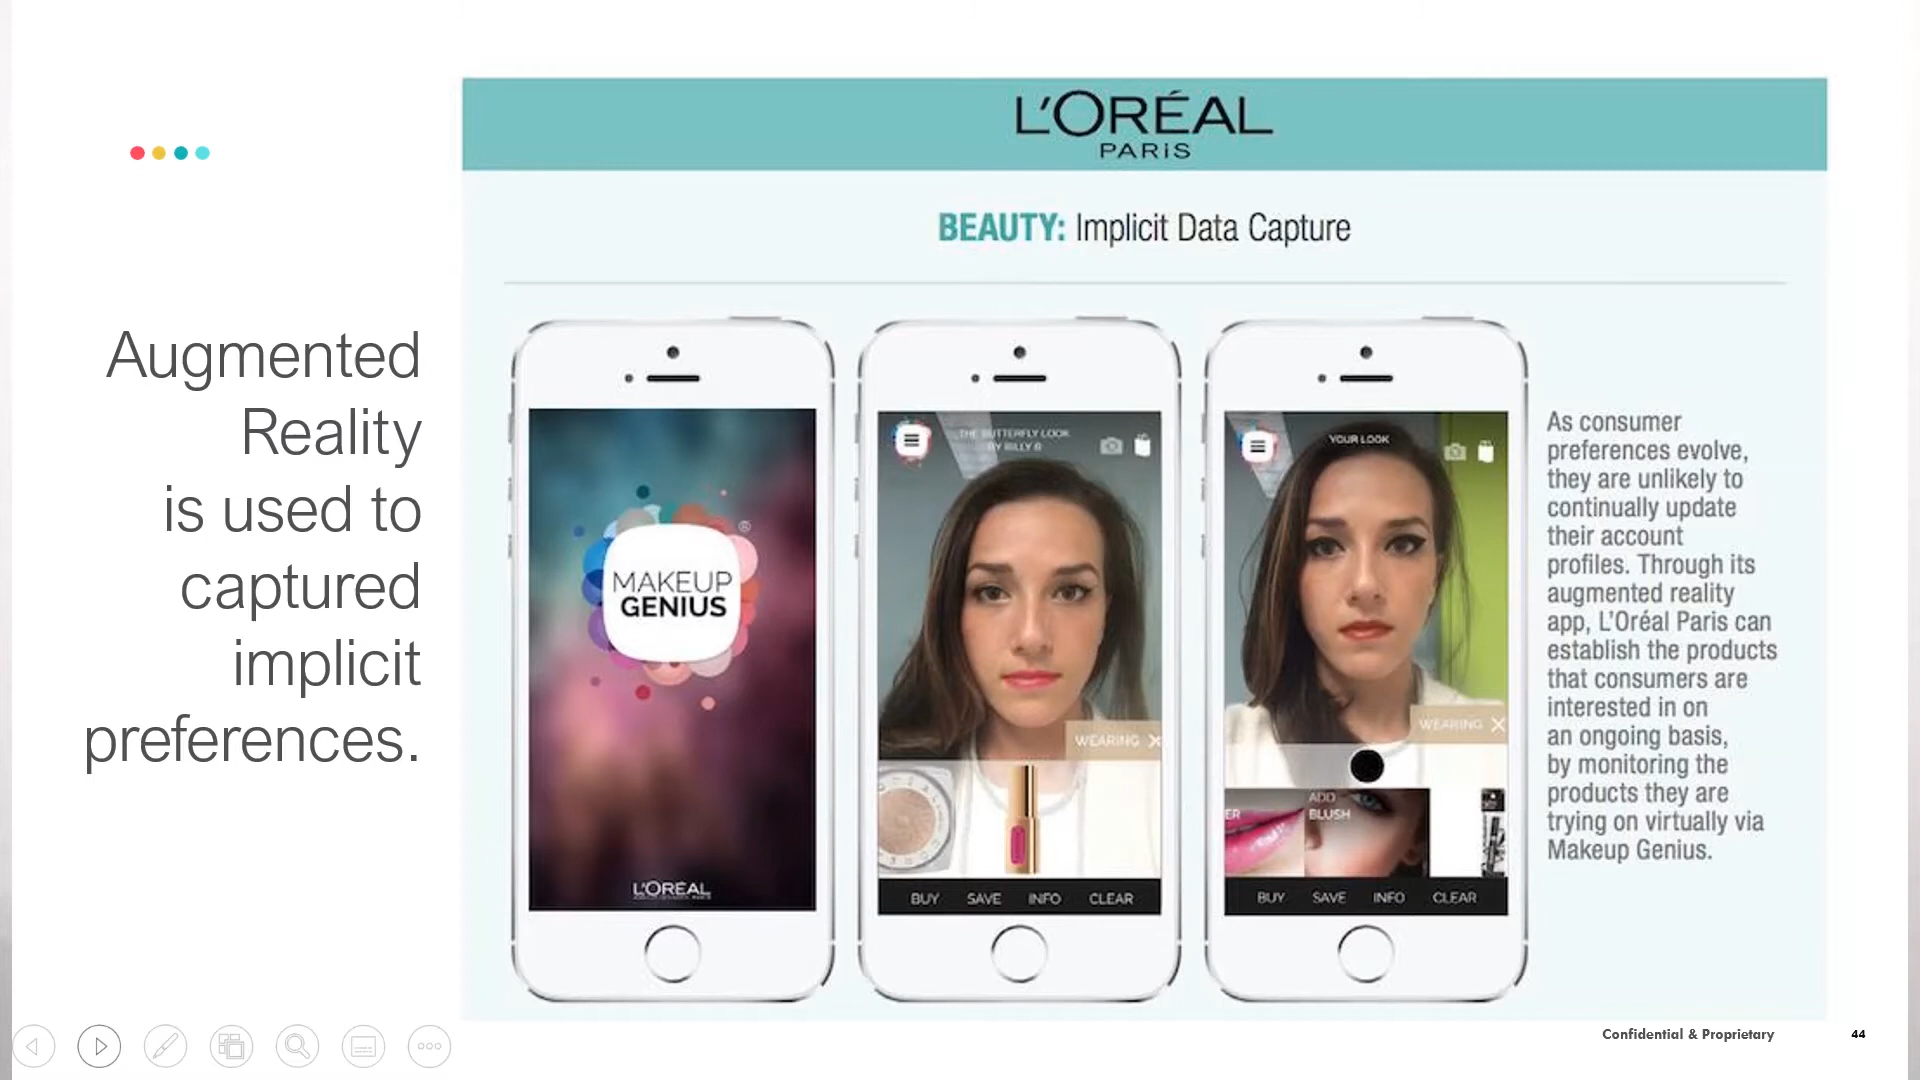 L'ORÉAL
PARIS
BEAUTY: Implicit Data Capture
Augmented
Reality
is used to
captured
implicit
preferences.
®
MAKEUP
GENIUS
L'ORÉAL
THE BUTTERFLY LOOK
BY BILLY B
WEARING X
BUY SAVE INFO CLEAR
YOUR LOOK
WEARING X
ER
ADD
BLUSH
BUY SAVE INFO CLEAR
As consumer
preferences evolve,
they are unlikely to
continually update
their account
profiles. Through its
augmented reality
app, L'Oréal Paris can
establish the products
that consumers are
interested in on
an ongoing basis,
by monitoring the
products they are
trying on virtually via
Makeup Genius.
Confidential & Proprietary
44